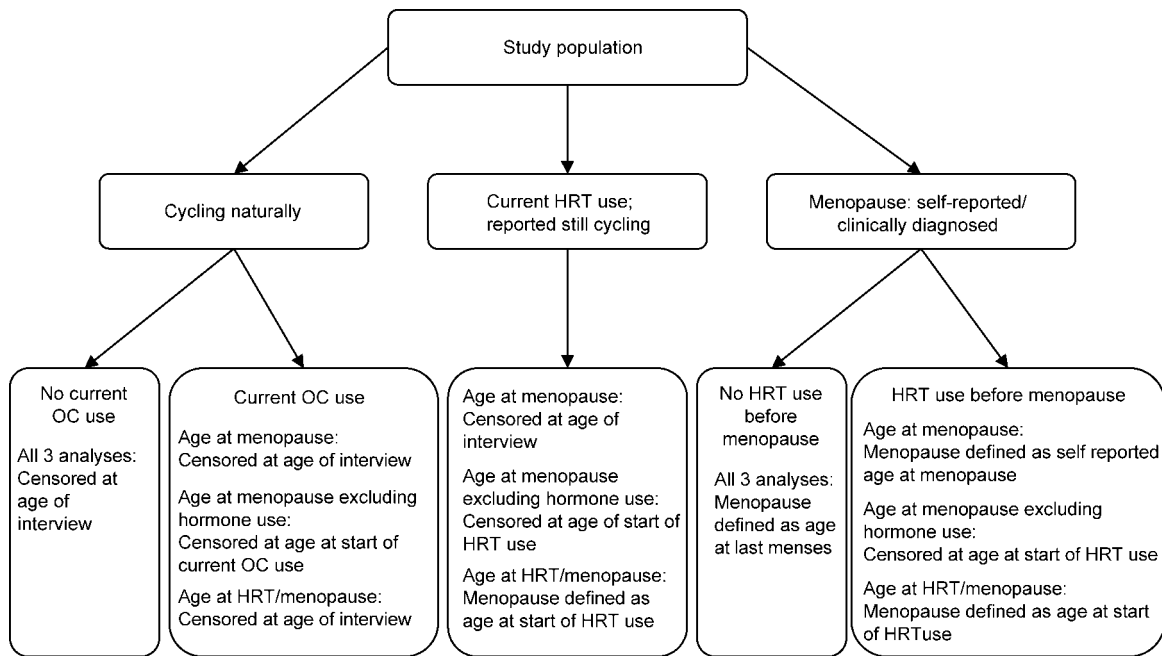 Study population
Cycling naturally
Current HRT use;
reported still cycling
Menopause: self-reported/
clinically diagnosed
No current
OC use
All 3 analyses:
Censored at
age of
interview
Current OC use
Age at menopause:
Censored at age of interview
Age at menopause excluding
hormone use:
Censored at age at start of
current OC use
Age at HRT/menopause:
Censored at age of interview
Age at menopause:
Censored at age of
interview
Age at menopause
excluding hormone use:
Censored at age of start of
HRT use
Age at HRT/menopause:
Menopause defined as
age at start of HRT use
No HRT use
before
menopause
All 3 analyses:
Menopause
defined as age
at last menses
HRT use before menopause
Age at menopause:
Menopause defined as self reported
age at menopause
Age at menopause excluding
hormone use:
Censored at age at start of HRT use
Age at HRT/menopause:
Menopause defined as age at start
of HRTuse